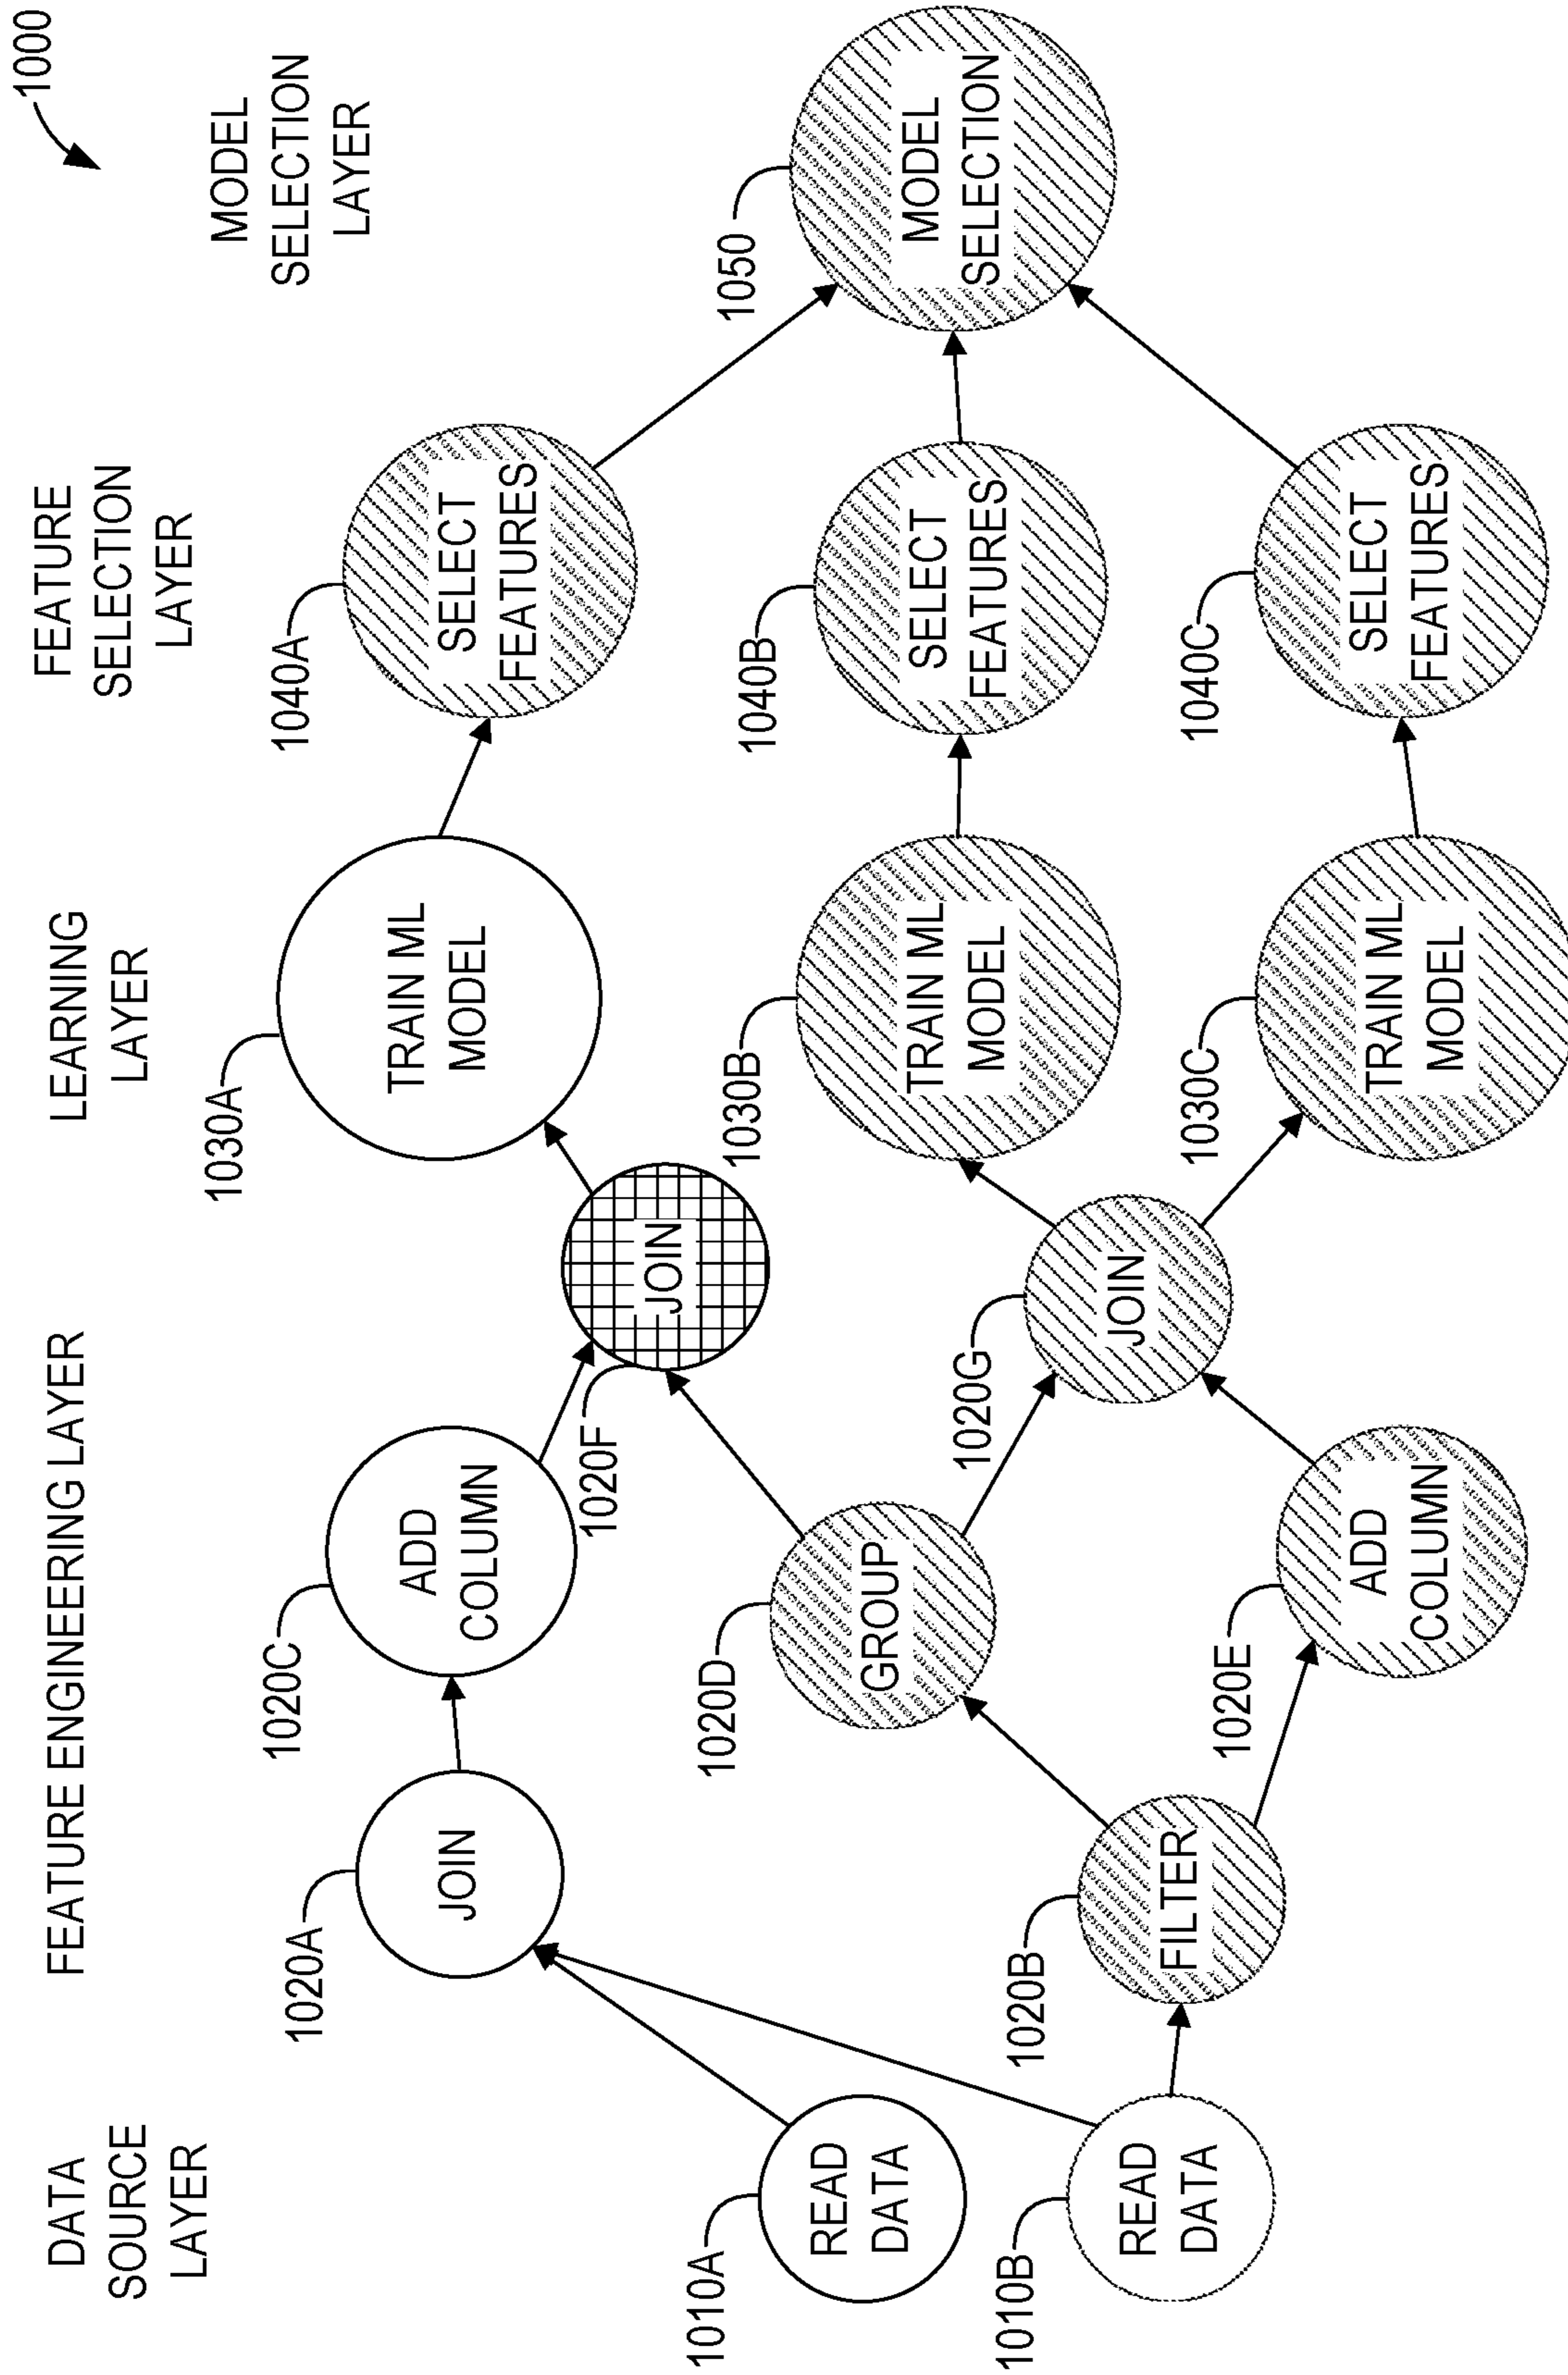 1000
DATA
SOURCE
LAYER
FEATURE ENGINEERING LAYER
LEARNING
LAYER
FEATURE
SELECTION
LAYER
MODEL
SELECTION
LAYER
1010A
READ
DATA
1010B
READ
DATA
1020A
JOIN
1020B
FILTER
1020C
ADD
COLUMN
1020D
GROUP
1020E
ADD
COLUMN
1020F
JOIN
1020G
JOIN
1030A
TRAIN ML
MODEL
1030B
TRAIN ML
MODEL
1030C
TRAIN ML
MODEL
1040A
SELECT
FEATURES
1040B
SELECT
FEATURES
1040C
SELECT
FEATURES
1050
MODEL
SELECTION